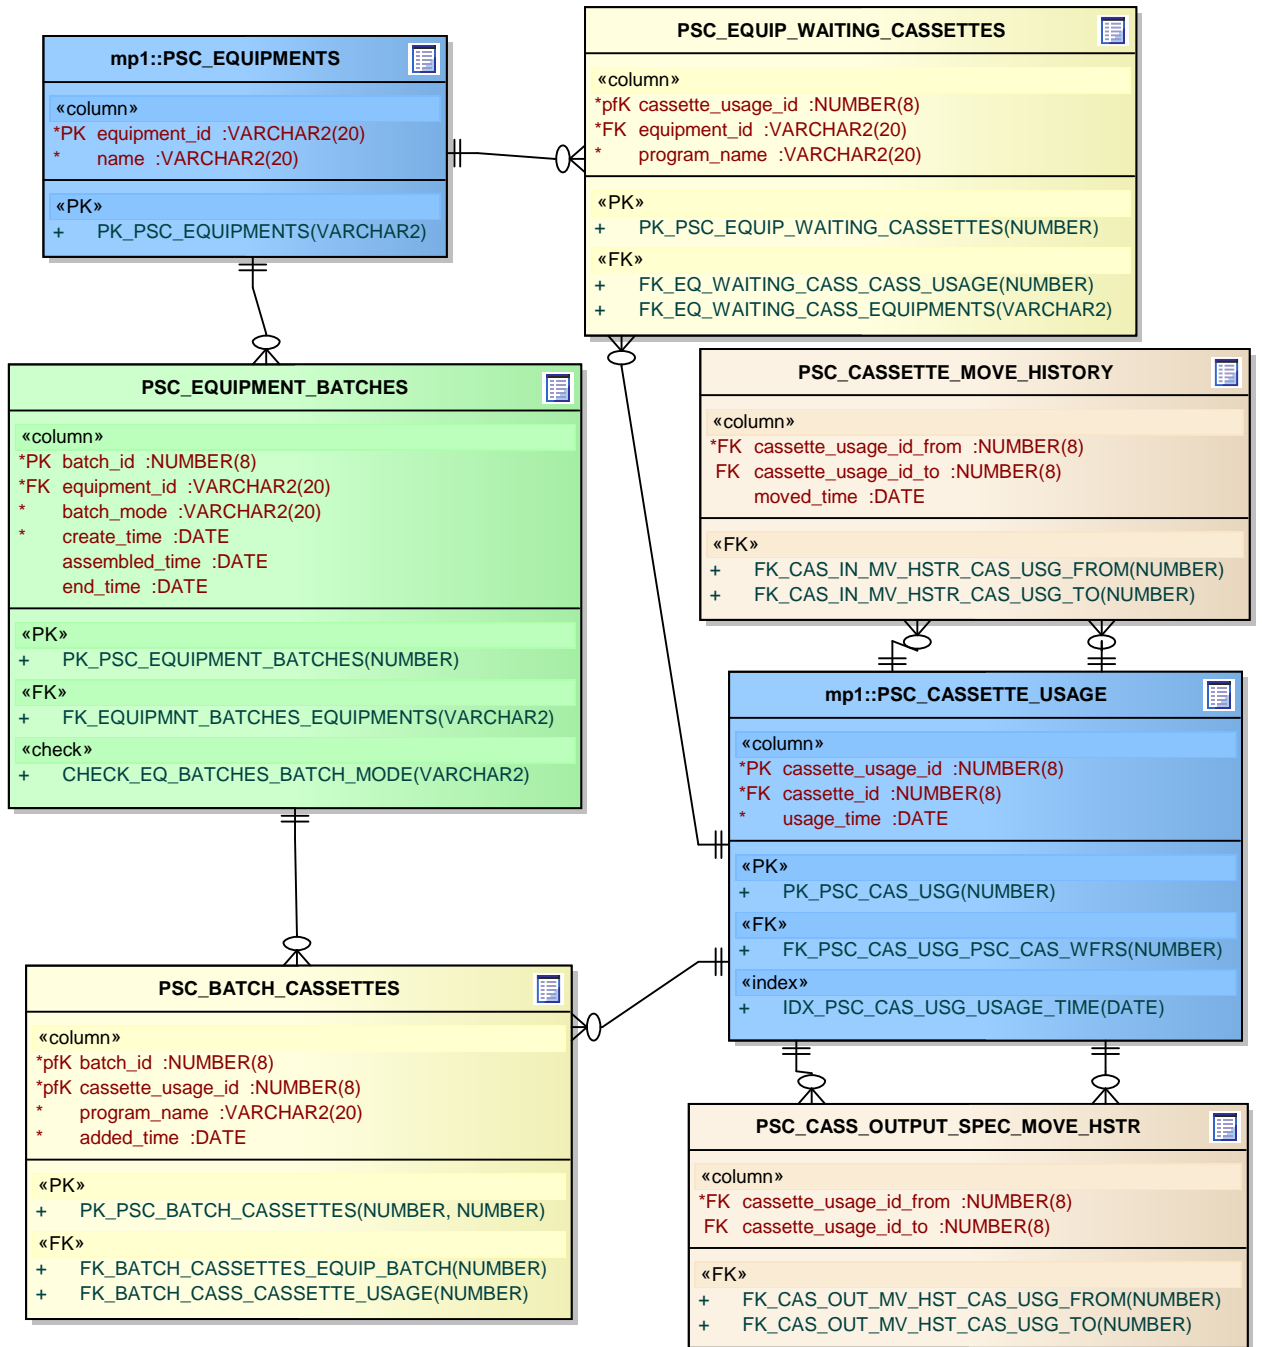 mp1::PSC_EQUIPMENTS
«column»
*PK equipment_id :VARCHAR2(20)
* name :VARCHAR2(20)
«PK»
+ PK_PSC_EQUIPMENTS(VARCHAR2)
PSC_EQUIP_WAITING_CASSETTES
«column»
*pfK cassette_usage_id :NUMBER(8)
*FK equipment_id :VARCHAR2(20)
* program_name :VARCHAR2(20)
«PK»
+ PK_PSC_EQUIP_WAITING_CASSETTES(NUMBER)
«FK»
+ FK_EQ_WAITING_CASS_CASS_USAGE(NUMBER)
+ FK_EQ_WAITING_CASS_EQUIPMENTS(VARCHAR2)
PSC_EQUIPMENT_BATCHES
«column»
*PK batch_id :NUMBER(8)
*FK equipment_id :VARCHAR2(20)
* batch_mode :VARCHAR2(20)
* create_time :DATE
assembled_time :DATE
end_time :DATE
«PK»
+ PK_PSC_EQUIPMENT_BATCHES(NUMBER)
«FK»
+ FK_EQUIPMNT_BATCHES_EQUIPMENTS(VARCHAR2)
«check»
+ CHECK_EQ_BATCHES_BATCH_MODE(VARCHAR2)
PSC_CASSETTE_MOVE_HISTORY
«column»
*FK cassette_usage_id_from :NUMBER(8)
FK cassette_usage_id_to :NUMBER(8)
moved_time :DATE
«FK»
+ FK_CAS_IN_MV_HSTR_CAS_USG_FROM(NUMBER)
+ FK_CAS_IN_MV_HSTR_CAS_USG_TO(NUMBER)
mp1::PSC_CASSETTE_USAGE
«column»
*PK cassette_usage_id :NUMBER(8)
*FK cassette_id :NUMBER(8)
* usage_time :DATE
«PK»
+ PK_PSC_CAS_USG(NUMBER)
«FK»
+ FK_PSC_CAS_USG_PSC_CAS_WFRS(NUMBER)
«index»
+ IDX_PSC_CAS_USG_USAGE_TIME(DATE)
PSC_BATCH_CASSETTES
«column»
*pfK batch_id :NUMBER(8)
*pfK cassette_usage_id :NUMBER(8)
* program_name :VARCHAR2(20)
* added_time :DATE
«PK»
+ PK_PSC_BATCH_CASSETTES(NUMBER, NUMBER)
«FK»
+ FK_BATCH_CASSETTES_EQUIP_BATCH(NUMBER)
+ FK_BATCH_CASS_CASSETTE_USAGE(NUMBER)
PSC_CASS_OUTPUT_SPEC_MOVE_HSTR
«column»
*FK cassette_usage_id_from :NUMBER(8)
FK cassette_usage_id_to :NUMBER(8)
«FK»
+ FK_CAS_OUT_MV_HST_CAS_USG_FROM(NUMBER)
+ FK_CAS_OUT_MV_HST_CAS_USG_TO(NUMBER)